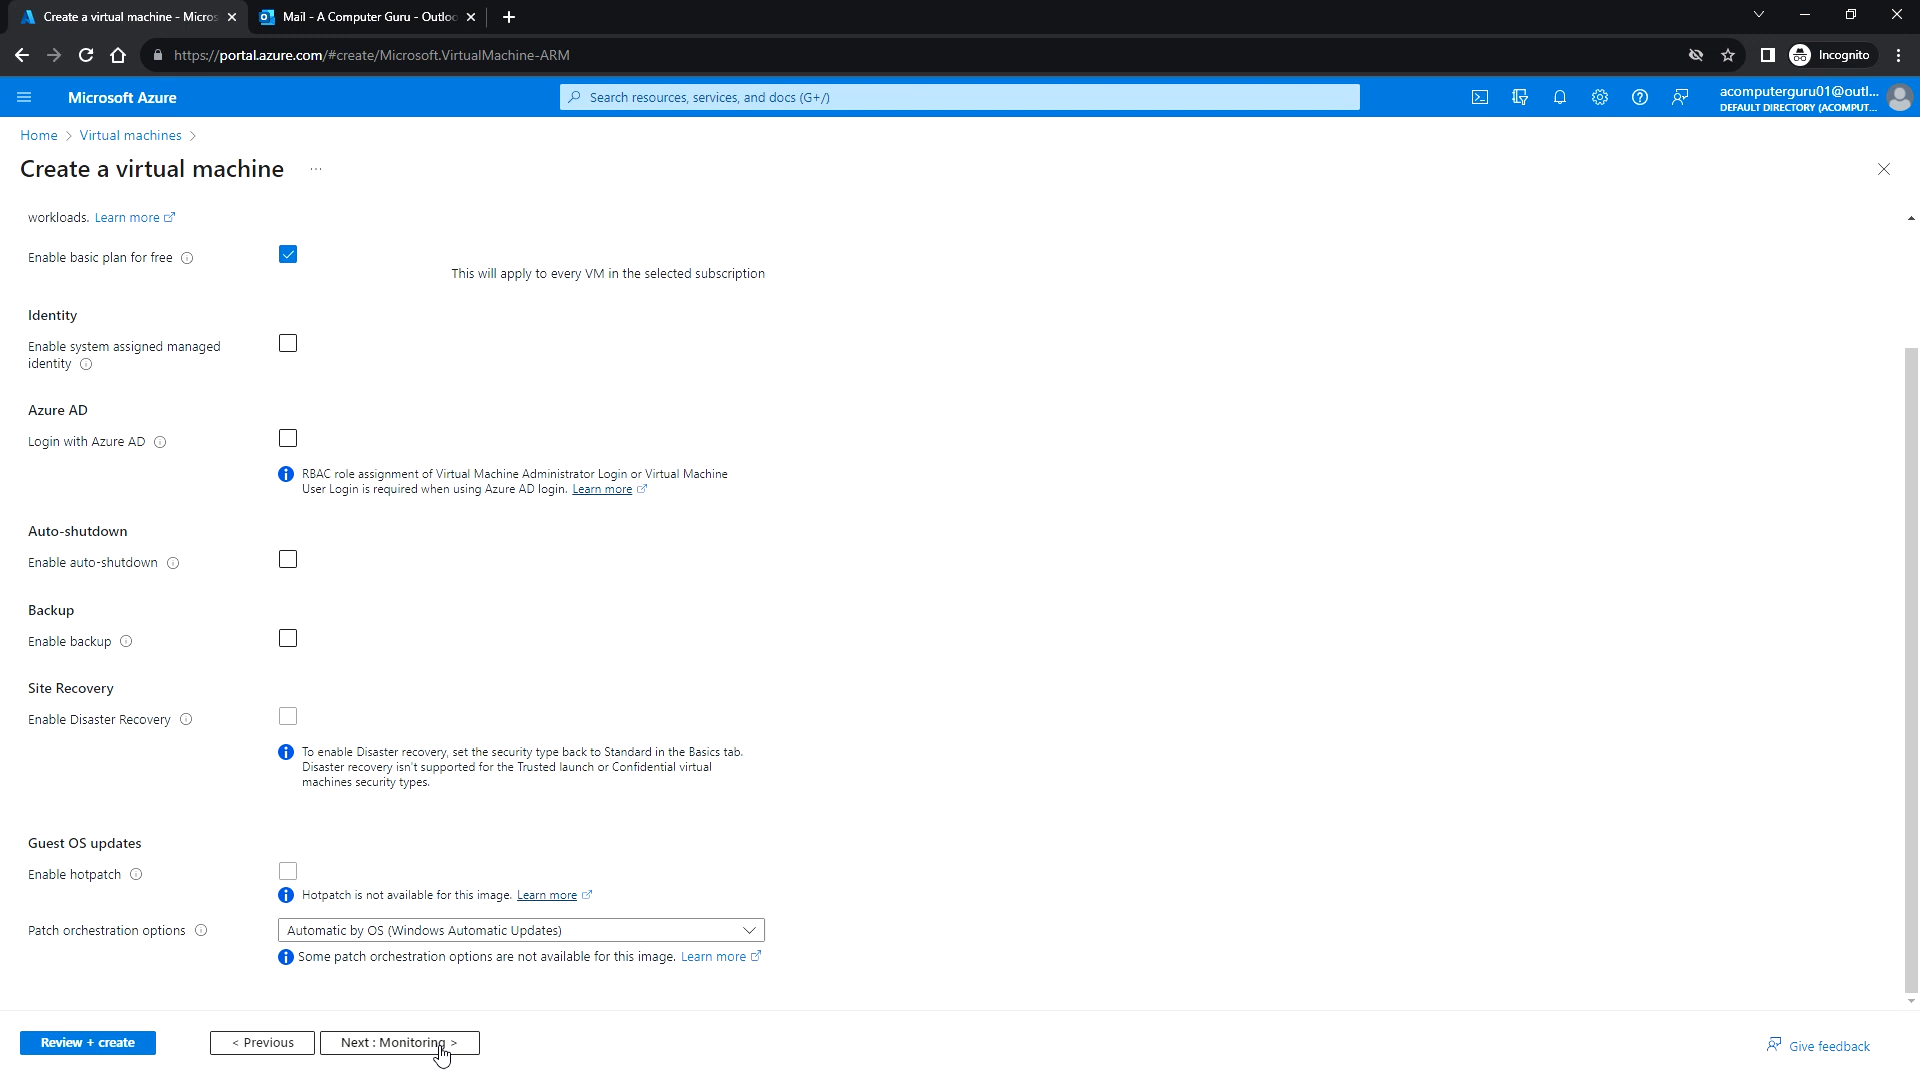 Create a virtual machine - Micros
Mail - A Computer Guru - Outloo
https://portal.azure.com/#create/Microsoft.VirtualMachine-ARM
Incognito
Microsoft Azure
Search resources, services, and docs (G+/)
acomputerguru01@outl...
DEFAULT DIRECTORY (ACOMPUT...
Home > Virtual machines >
Create a virtual machine ...
workloads. Learn more
Enable basic plan for free
This will apply to every VM in the selected subscription
Identity
Enable system assigned managed
identity
Azure AD
Login with Azure AD
RBAC role assignment of Virtual Machine Administrator Login or Virtual Machine
User Login is required when using Azure AD login. Learn more
Auto-shutdown
Enable auto-shutdown
Backup
Enable backup
Site Recovery
Enable Disaster Recovery
To enable Disaster recovery, set the security type back to Standard in the Basics tab.
Disaster recovery isn't supported for the Trusted launch or Confidential virtual
machines security types.
Guest OS updates
Enable hotpatch
Hotpatch is not available for this image. Learn more
Patch orchestration options
Automatic by OS (Windows Automatic Updates)
Some patch orchestration options are not available for this image. Learn more
Review + create
< Previous
Next : Monitoring >
Give feedback